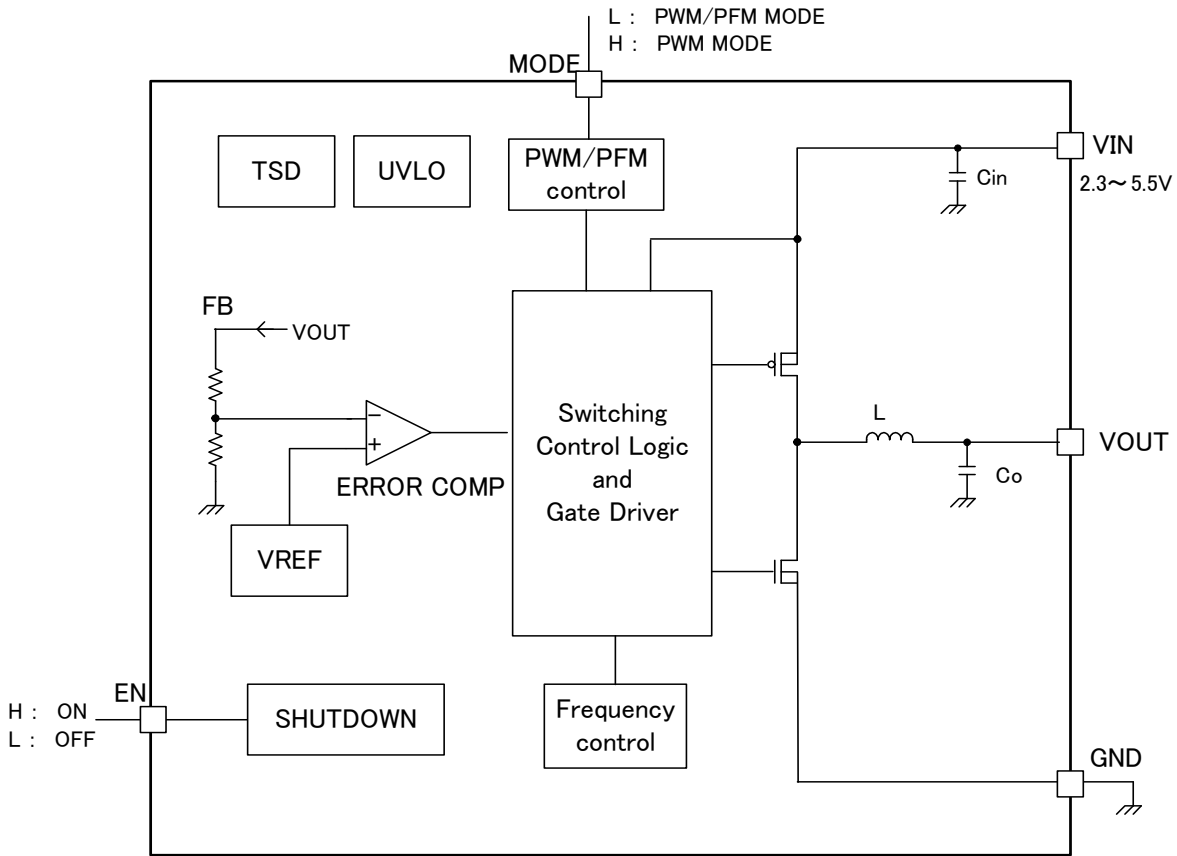 L : PWM/PFM MODE
H : PWM MODE
MODE
TSD
UVLO
PWM/PFM
control
VIN
Cin
2.3～5.5V
FB
VOUT
Switching
Control Logic
and
Gate Driver
L
VOUT
Co
−
+
ERROR COMP
VREF
EN
H : ON
L : OFF
SHUTDOWN
Frequency
control
GND